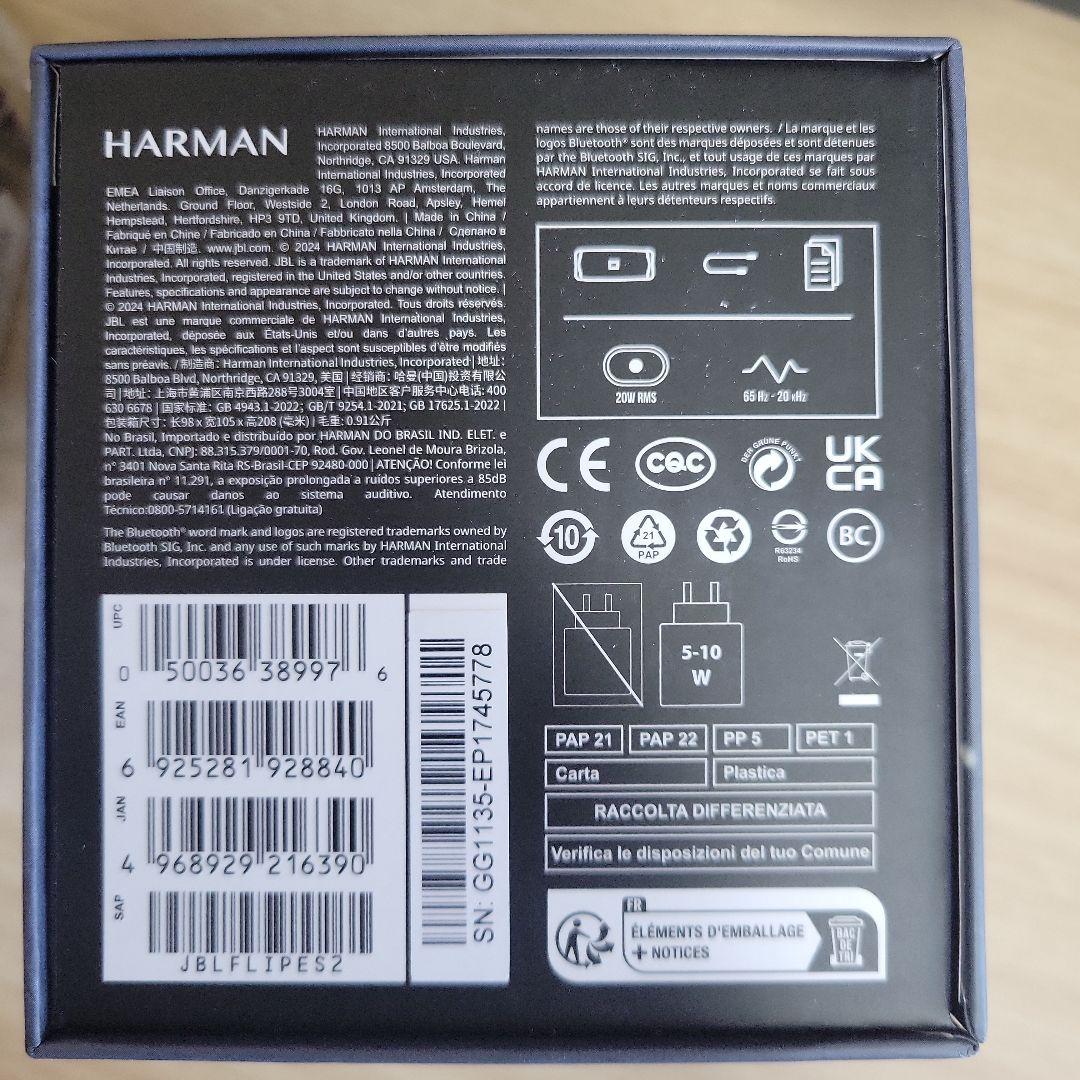 HARMAN
HARMAN International Industries,
Incorporated 8500 Balboa Boulevard,
Northridge, CA 91329 USA. Harman
International Industries, Incorporated
EMEA Liaison Office, Danzigerkade 16G, 1013 AP Amsterdam, The
Netherlands. Ground Floor, Westside 2, London Road, Apsley, Hemel
Hempstead, Hertfordshire, HP3 9TD, United Kingdom. | Made in China /
Fabriqué en Chine / Fabricado en China / Fabbricato nella China / Сделано в
Китае / 中国制造. www.jbl.com. © 2024 HARMAN International Industries,
Incorporated. All rights reserved. JBL is a trademark of HARMAN International
Industries, Incorporated, registered in the United States and/or other countries.
Features, specifications and appearance are subject to change without notice. |
© 2024 HARMAN International Industries, Incorporated. Tous droits réservés.
JBL est une marque commerciale de HARMAN International Industries,
Incorporated, déposée aux États-Unis et/ou dans d'autres pays. Les
caractéristiques, les spécifications et l'aspect sont susceptibles d'être modifiés
sans préavis. / 制造商: Harman International Industries, Incorporated | 地址:
8500 Balboa Blvd, Northridge, CA 91329, 美国 | 经销商: 哈曼(中国)投资有限公
司 | 地址: 上海市黄浦区南京西路288号3004室 | 中国地区客户服务中心电话: 400
630 6678 | 国家标准: GB 4943.1-2022; GB/T 9254.1-2021; GB 17625.1-2022 |
包装箱尺寸: 长98 x 宽105 x 高208 (毫米) | 毛重: 0.91公斤
No Brasil, Importado e distribuído por HARMAN DO BRASIL IND. ELET. e
PART. Ltda, CNPJ: 88.315.379/0001-70, Rod. Gov. Leonel de Moura Brizola,
n° 3401 Nova Santa Rita RS-Brasil-CEP 92480-000 | ATENÇÃO! Conforme lei
brasileira n° 11.291, a exposição prolongada a ruídos superiores a 85dB
pode causar danos ao sistema auditivo. Atendimento
Técnico:0800-5714161 (Ligação gratuita)
The Bluetooth® word mark and logos are registered trademarks owned by
Bluetooth SIG, Inc. and any use of such marks by HARMAN International
Industries, Incorporated is under license. Other trademarks and trade
names are those of their respective owners. / La marque et les
logos Bluetooth® sont des marques déposées et sont détenues
par the Bluetooth SIG, Inc., et tout usage de ces marques par
HARMAN International Industries, Incorporated se fait sous
accord de licence. Les autres marques et noms commerciaux
appartiennent à leurs détenteurs respectifs.
20W RMS
65 Hz - 20 kHz
CE
CQC
DER GRÜNE PUNKT
UK
CA
10
21
PAP
R63234
RoHS
BC
5-10
W
PAP 21
PAP 22
PP 5
PET 1
Carta
Plastica
RACCOLTA DIFFERENZIATA
Verifica le disposizioni del tuo Comune
FR
ÉLÉMENTS D'EMBALLAGE
+ NOTICES
BAC
DE
TRI
UPC
0 50036 38997 6
EAN
6 925281 928840
JAN
4 968929 216390
SAP
JBLFLIPES2
SN: GG1135-EP1745778